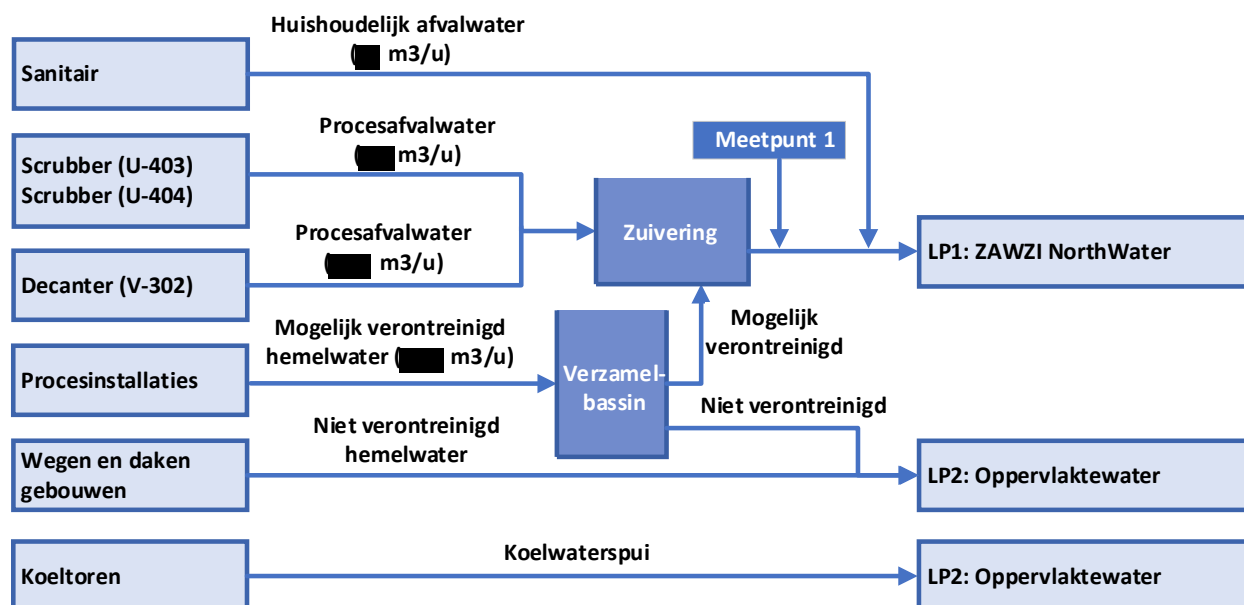 Huishoudelijk afvalwater
( m3/u)
Sanitair
Procesafvalwater
( m3/u)
Meetpunt 1
Scrubber (U-403)
Scrubber (U-404)
Zuivering
Procesafvalwater
( m3/u)
LP1: ZAWZI NorthWater
Decanter (V-302)
Mogelijk verontreinigd
hemelwater ( m3/u)
Mogelijk
verontreinigd
Procesinstallaties
Verzamel-
bassin
Niet verontreinigd
Niet verontreinigd
hemelwater
Wegen en daken
gebouwen
LP2: Oppervlaktewater
Koelwaterspui
Koeltoren
LP2: Oppervlaktewater